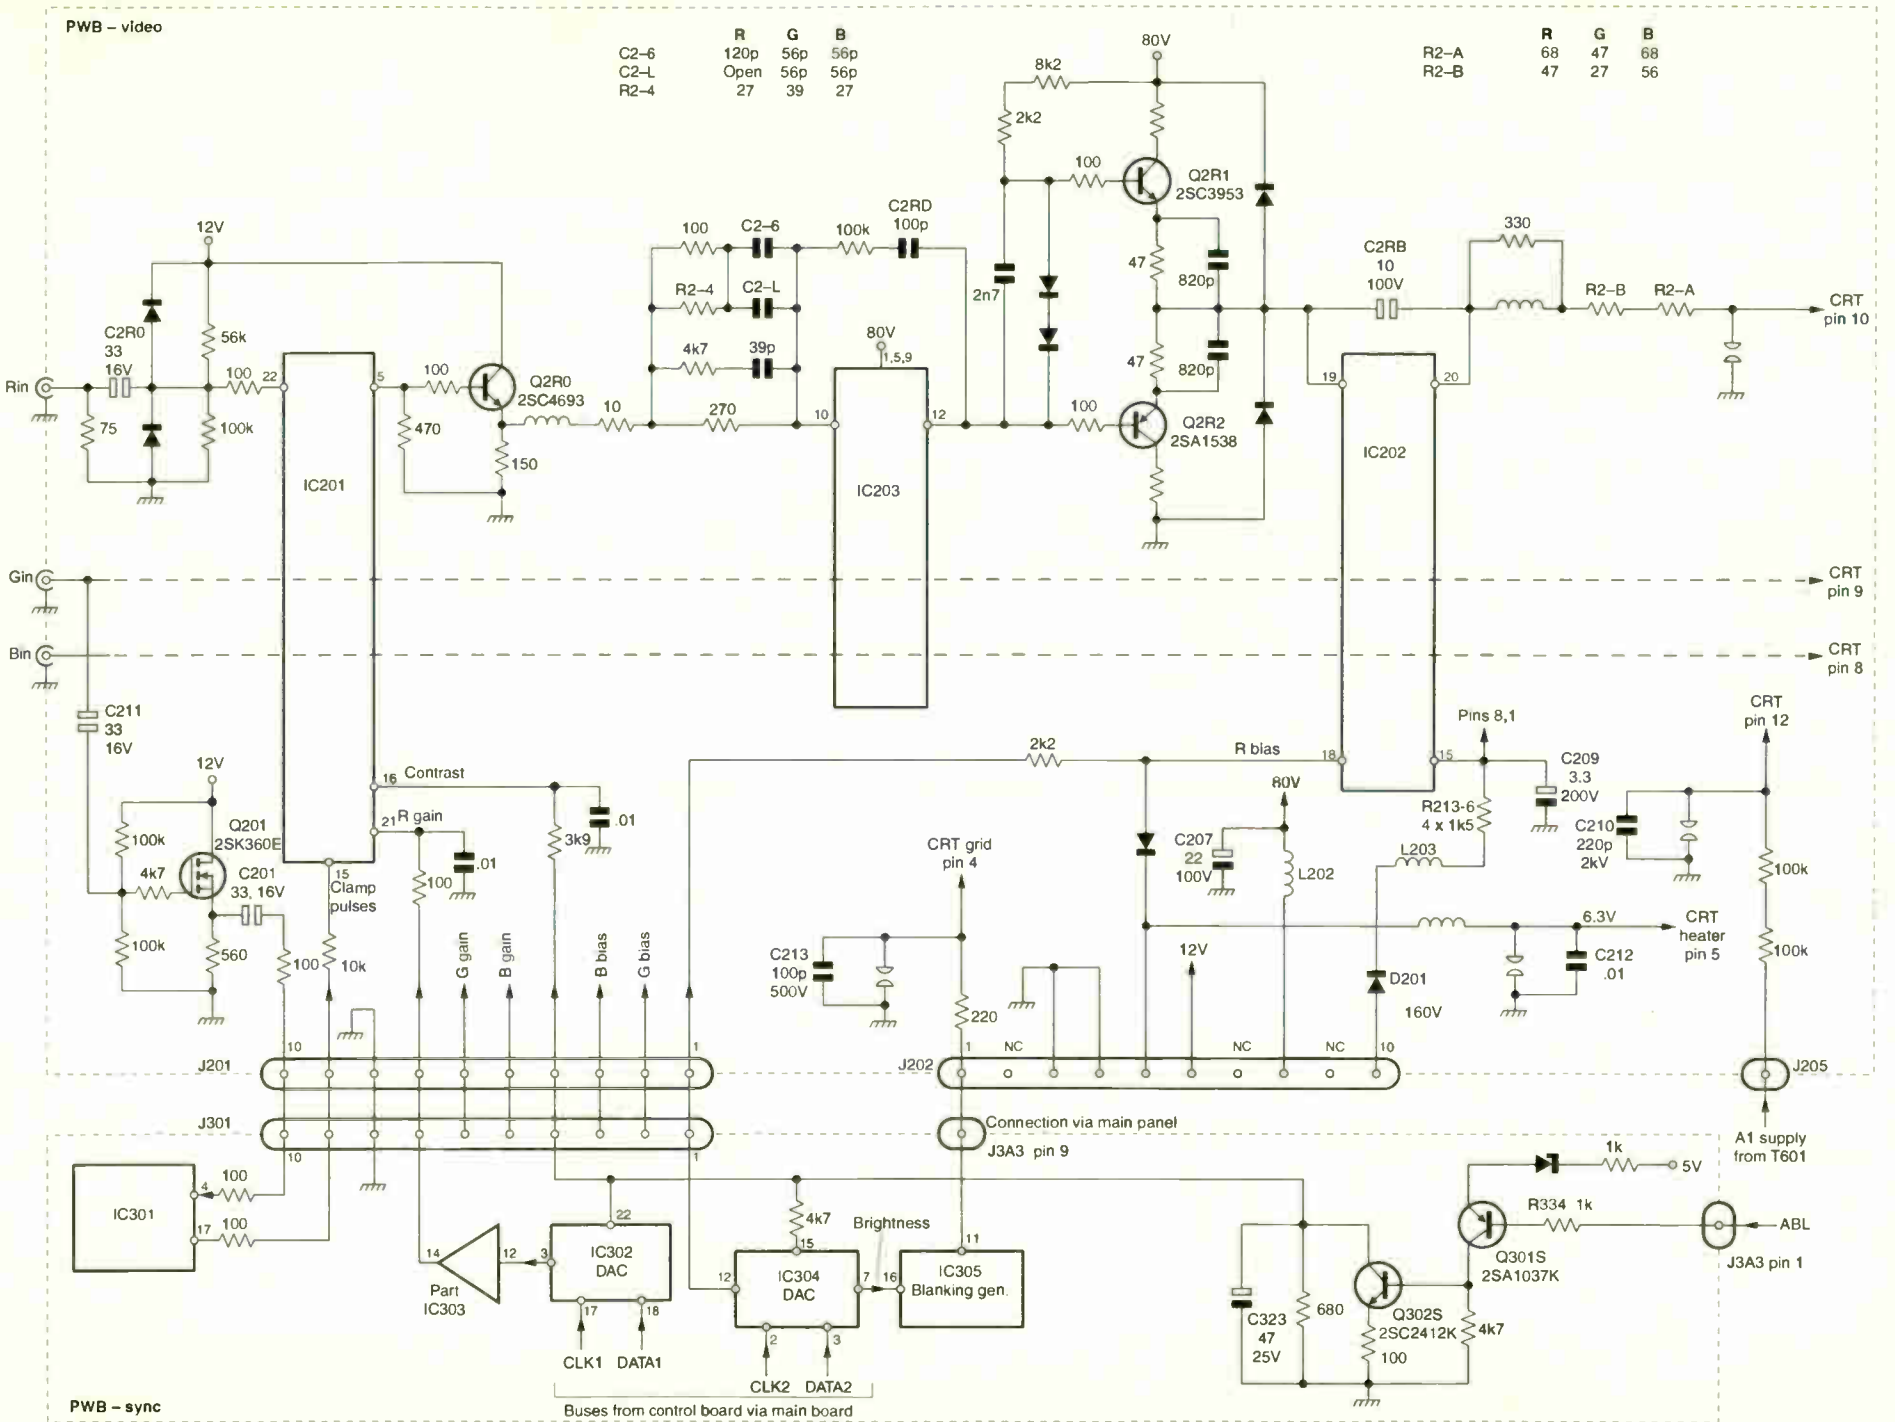 PWB – video
R G B
C2–6 120p 56p 56p
C2–L Open 56p 56p
R2–4 27 39 27
R G B
R2–A 68 47 68
R2–B 47 27 56
80V
8k2
2k2
100
Q2R1
2SC3953
12V
C2R0
33
16V
56k
Rin
75
100k
100
22
5
100
470
Q2R0
2SC4693
150
10
100
C2–6
R2–4
C2–L
4k7
39p
270
100k
C2RD
100p
80V
1,5,9
10
12
2n7
47
820p
47
820p
100
Q2R2
2SA1538
C2RB
10
100V
330
R2–B
R2–A
CRT
pin 10
19
20
IC201
IC203
IC202
Gin
CRT
pin 9
Bin
CRT
pin 8
C211
33
16V
12V
100k
4k7
100k
Q201
2SK360E
C201
33, 16V
560
100
15
Clamp
pulses
10k
16
Contrast
21
R gain
.01
100
3k9
.01
G gain
B gain
B bias
G bias
2k2
R bias
18
15
Pins 8,1
C209
3.3
200V
R213-6
4 x 1k5
L203
80V
C207
22
100V
L202
CRT grid
pin 4
C213
100p
500V
220
12V
D201
160V
6.3V
CRT
heater
pin 5
C212
.01
CRT
pin 12
C210
220p
2kV
100k
100k
J201
10
1
J202
1
NC
NC
NC
10
J205
J301
10
1
Connection via main panel
J3A3 pin 9
A1 supply
from T601
IC301
4
100
17
100
14
12
Part
IC303
3
22
IC302
DAC
17
18
CLK1
DATA1
4k7
15
12
IC304
DAC
7
Brightness
16
11
IC305
Blanking gen.
2
3
CLK2
DATA2
Buses from control board via main board
C323
47
25V
680
Q302S
2SC2412K
100
4k7
Q301S
2SA1037K
1k
5V
R334 1k
ABL
J3A3 pin 1
PWB – sync